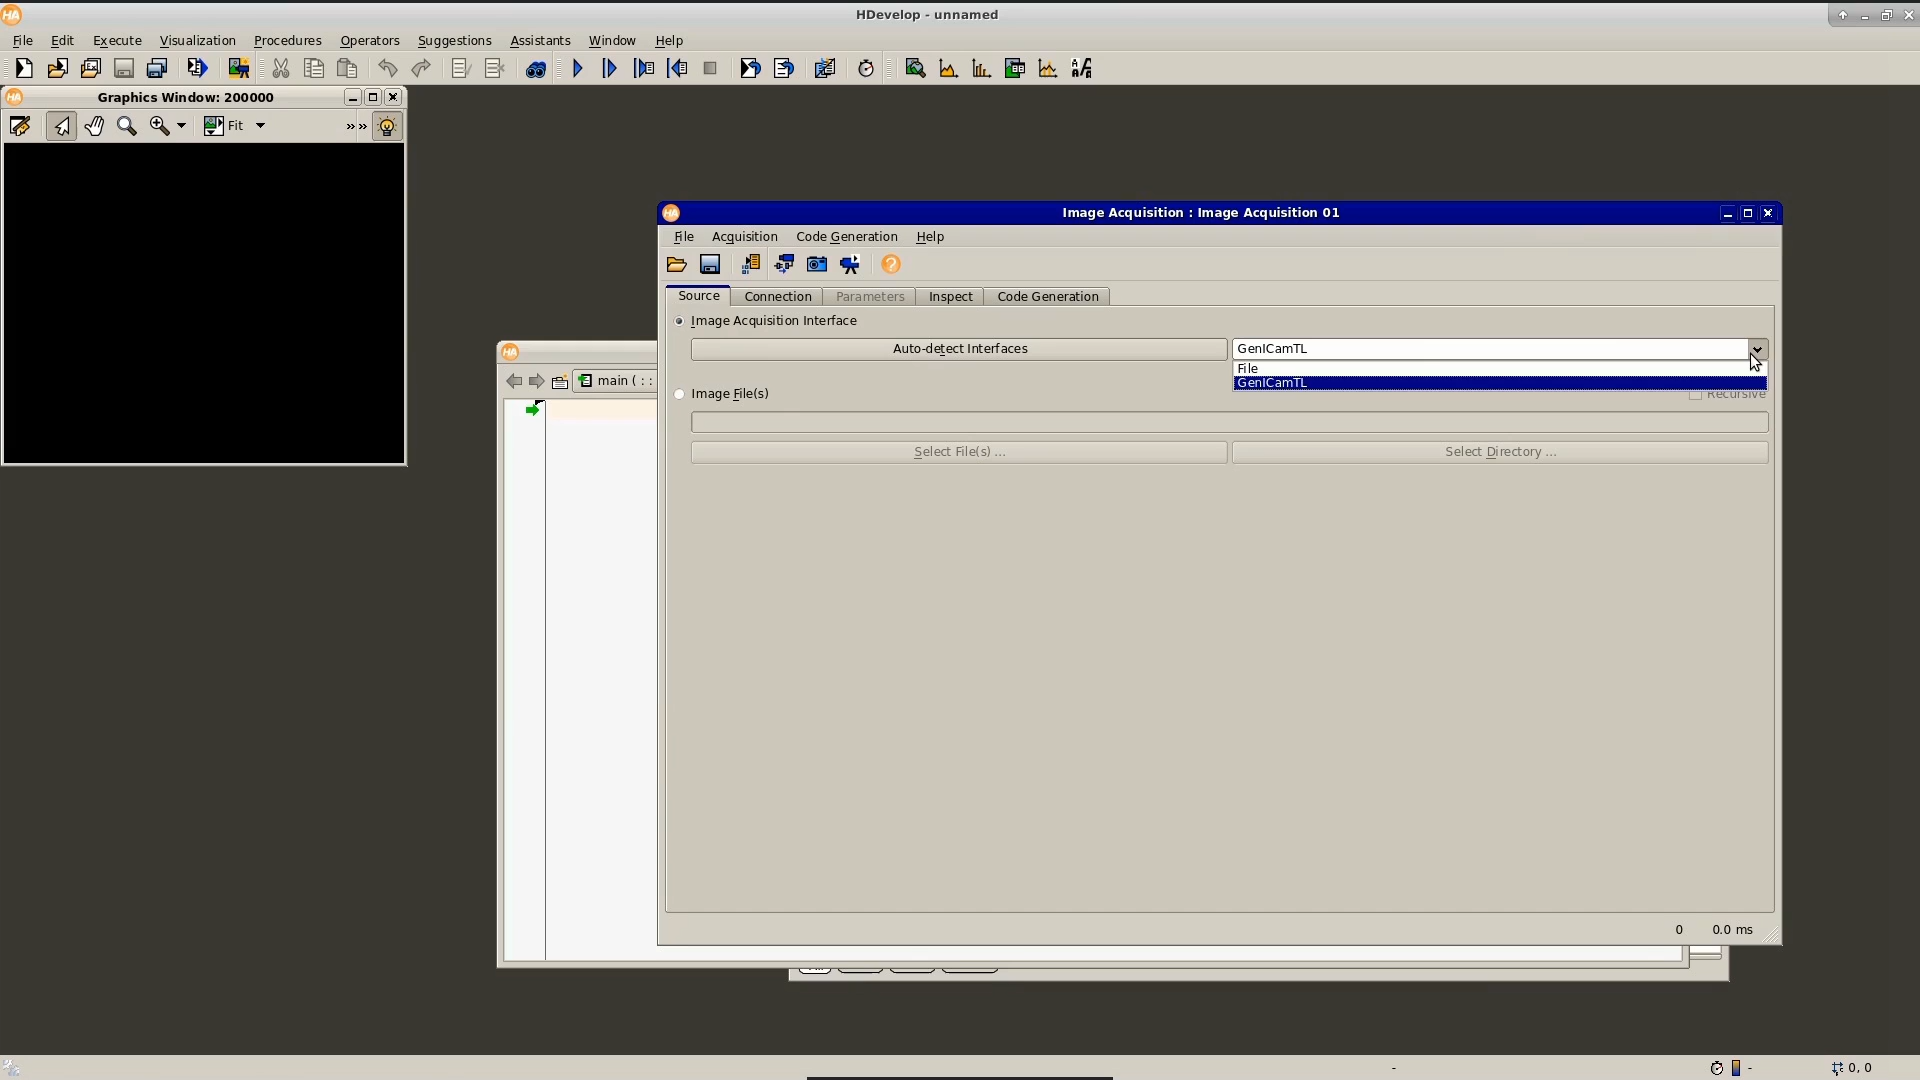 HDevelop - unnamed
File Edit Execute Visualization Procedures Operators Suggestions Assistants Window Help
Graphics Window: 200000
Fit
Image Acquisition : Image Acquisition 01
File Acquisition Code Generation Help
Source Connection Parameters Inspect Code Generation
Image Acquisition Interface
Auto-detect Interfaces GenICamTL
File
GenICamTL
Image File(s) Recursive
Select File(s) ... Select Directory ...
main ( : :
0 0.0 ms
- - 0, 0